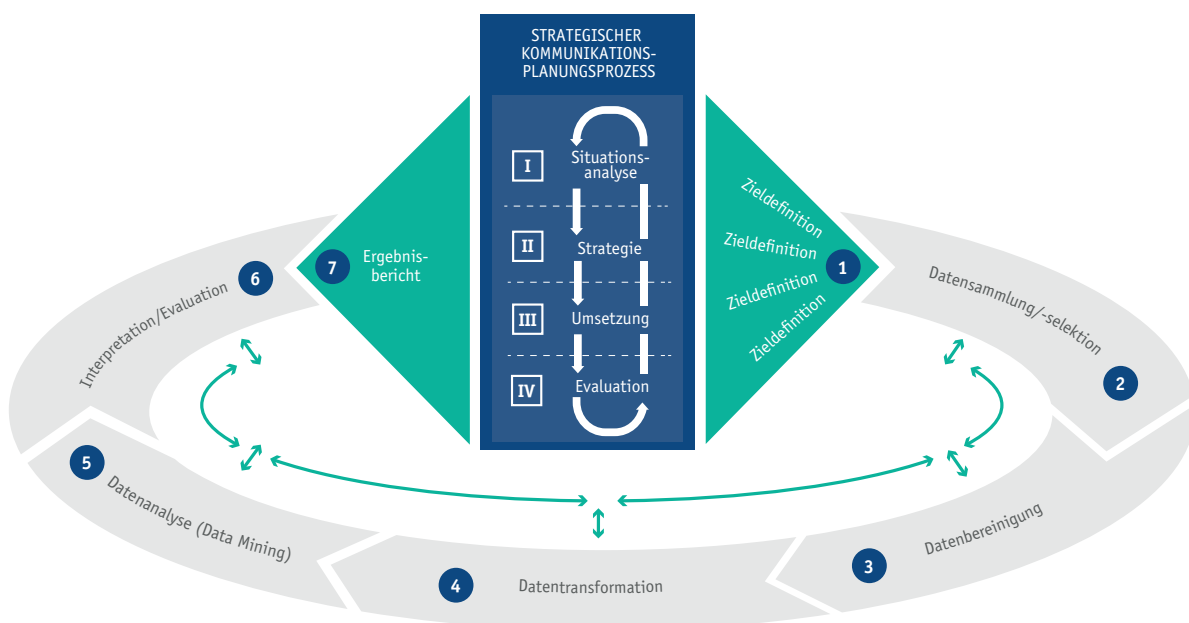 STRATEGISCHER
KOMMUNIKATIONS-
PLANUNGSPROZESS
I
Situations-
analyse
II
Strategie
III
Umsetzung
IV
Evaluation
Zieldefinition
Zieldefinition
Zieldefinition
Zieldefinition
1
Datensammlung/-selektion
2
Datenbereinigung
3
Datentransformation
4
Datenanalyse (Data Mining)
5
Interpretation/Evaluation
6
Ergebnis-
bericht
7